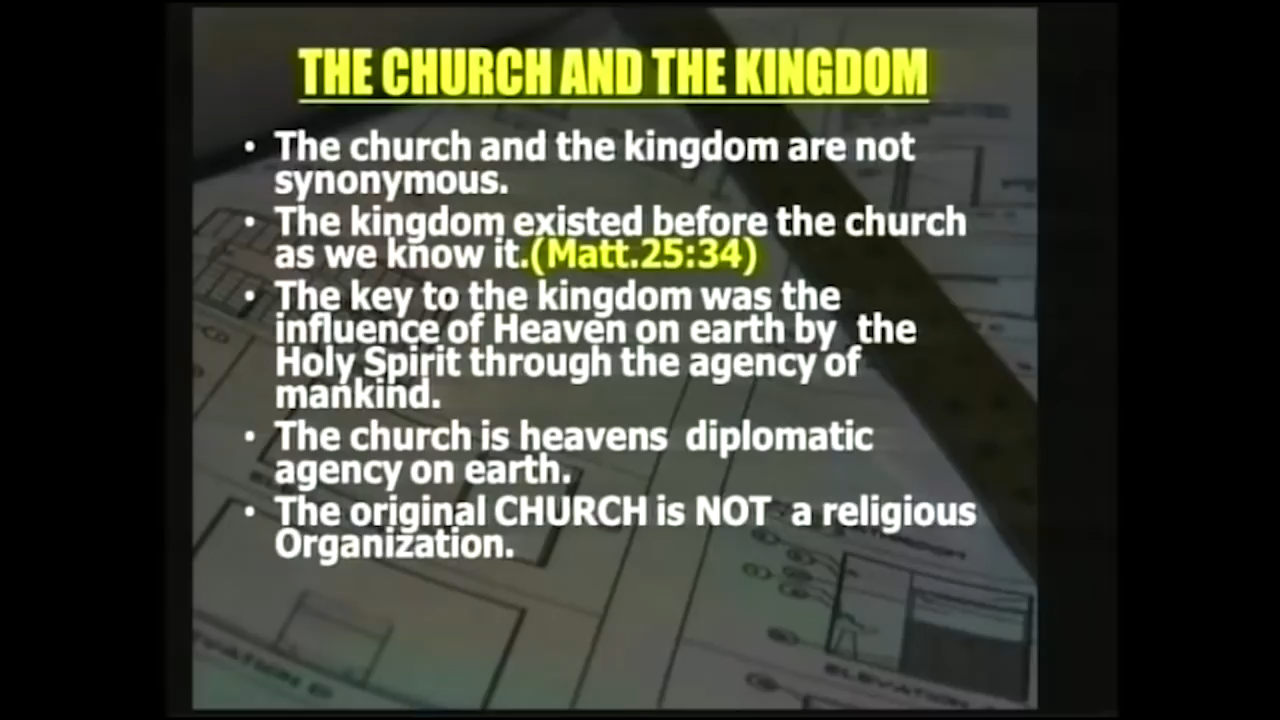 THE CHURCH AND THE KINGDOM
• The church and the kingdom are not
synonymous.
• The kingdom existed before the church
as we know it.(Matt.25:34)
• The key to the kingdom was the
influence of Heaven on earth by the
Holy Spirit through the agency of
mankind.
• The church is heavens diplomatic
agency on earth.
• The original CHURCH is NOT a religious
Organization.
ELEVATION